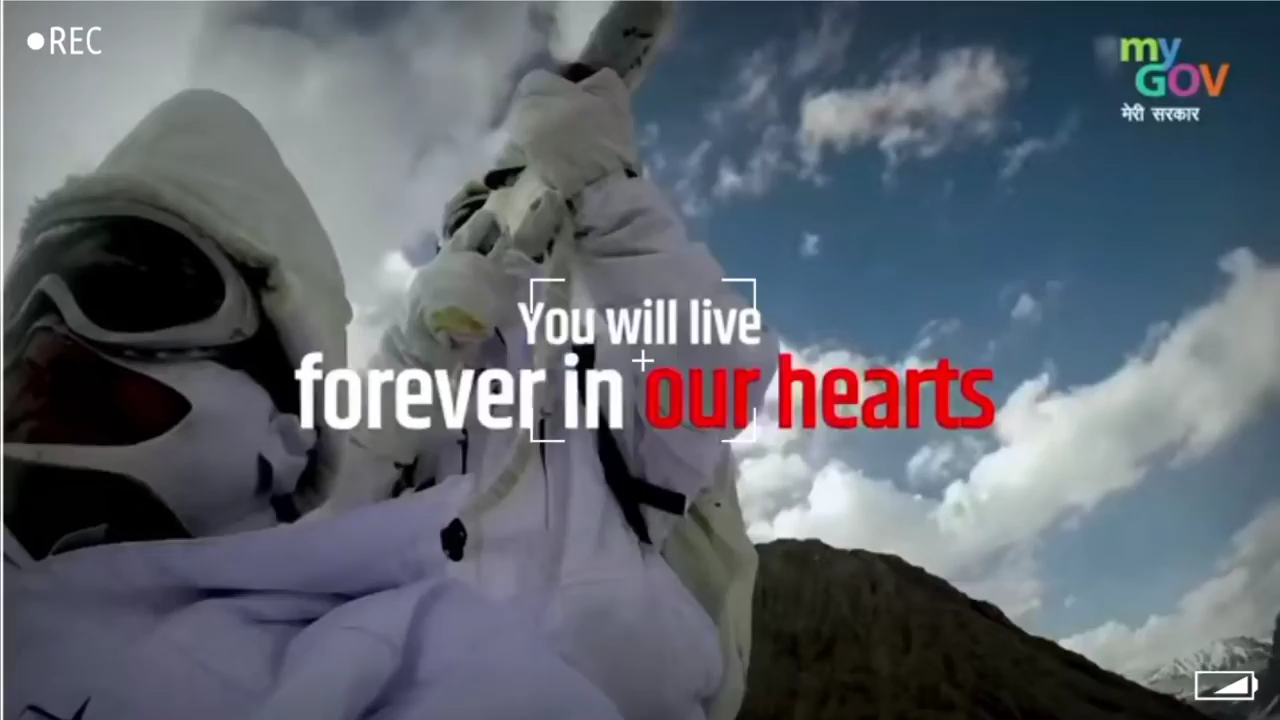 REC
my
GOV
मेरी सरकार
You will live
forever in our hearts